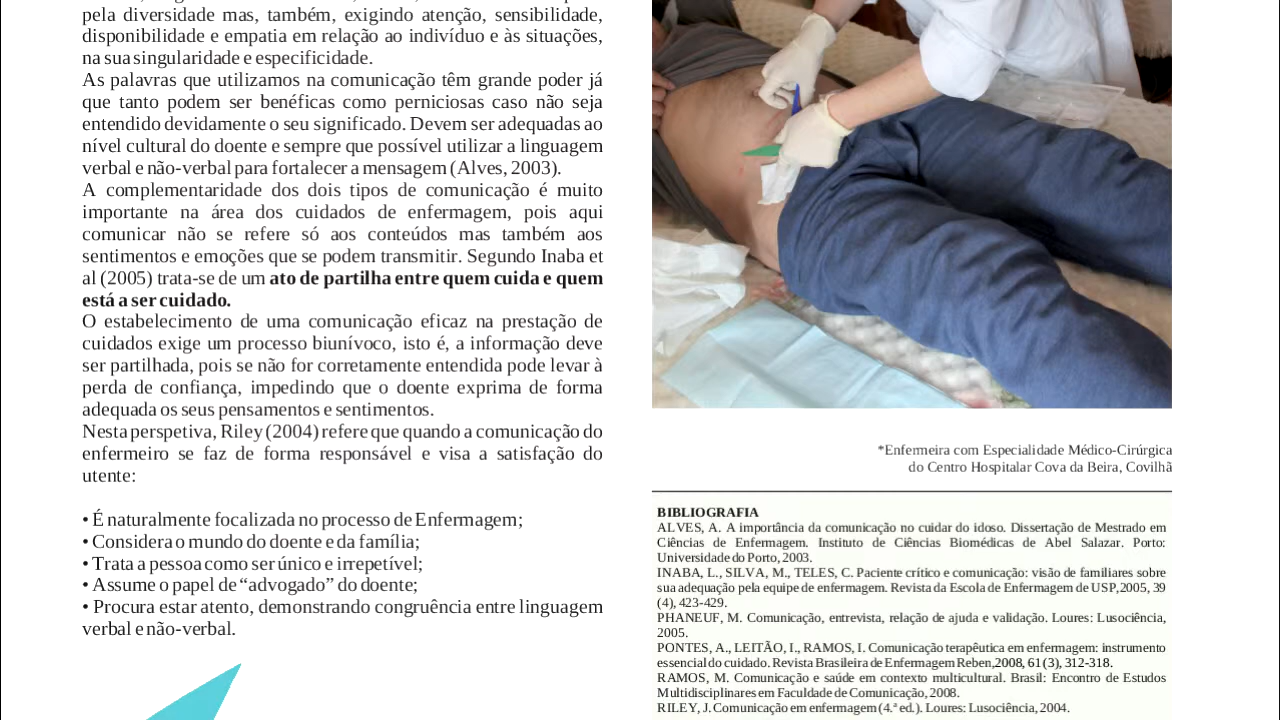 pela diversidade mas, também, exigindo atenção, sensibilidade,
disponibilidade e empatia em relação ao indivíduo e às situações,
na sua singularidade e especificidade.
As palavras que utilizamos na comunicação têm grande poder já
que tanto podem ser benéficas como perniciosas caso não seja
entendido devidamente o seu significado. Devem ser adequadas ao
nível cultural do doente e sempre que possível utilizar a linguagem
verbal e não-verbal para fortalecer a mensagem (Alves, 2003).
A complementaridade dos dois tipos de comunicação é muito
importante na área dos cuidados de enfermagem, pois aqui
comunicar não se refere só aos conteúdos mas também aos
sentimentos e emoções que se podem transmitir. Segundo Inaba et
al (2005) trata-se de um ato de partilha entre quem cuida e quem
está a ser cuidado.
O estabelecimento de uma comunicação eficaz na prestação de
cuidados exige um processo biunívoco, isto é, a informação deve
ser partilhada, pois se não for corretamente entendida pode levar à
perda de confiança, impedindo que o doente exprima de forma
adequada os seus pensamentos e sentimentos.
Nesta perspetiva, Riley (2004) refere que quando a comunicação do
enfermeiro se faz de forma responsável e visa a satisfação do
utente:
• É naturalmente focalizada no processo de Enfermagem;
• Considera o mundo do doente e da família;
• Trata a pessoa como ser único e irrepetível;
• Assume o papel de “advogado” do doente;
• Procura estar atento, demonstrando congruência entre linguagem
verbal e não-verbal.
*Enfermeira com Especialidade Médico-Cirúrgica
do Centro Hospitalar Cova da Beira, Covilhã
BIBLIOGRAFIA
ALVES, A. A importância da comunicação no cuidar do idoso. Dissertação de Mestrado em
Ciências de Enfermagem. Instituto de Ciências Biomédicas de Abel Salazar. Porto:
Universidade do Porto, 2003.
INABA, L., SILVA, M., TELES, C. Paciente crítico e comunicação: visão de familiares sobre
sua adequação pela equipe de enfermagem. Revista da Escola de Enfermagem de USP,2005, 39
(4), 423-429.
PHANEUF, M. Comunicação, entrevista, relação de ajuda e validação. Loures: Lusociência,
2005.
PONTES, A., LEITÃO, I., RAMOS, I. Comunicação terapêutica em enfermagem: instrumento
essencial do cuidado. Revista Brasileira de Enfermagem Reben,2008, 61 (3), 312-318.
RAMOS, M. Comunicação e saúde em contexto multicultural. Brasil: Encontro de Estudos
Multidisciplinares em Faculdade de Comunicação, 2008.
RILEY, J. Comunicação em enfermagem (4.ª ed.). Loures: Lusociência, 2004.